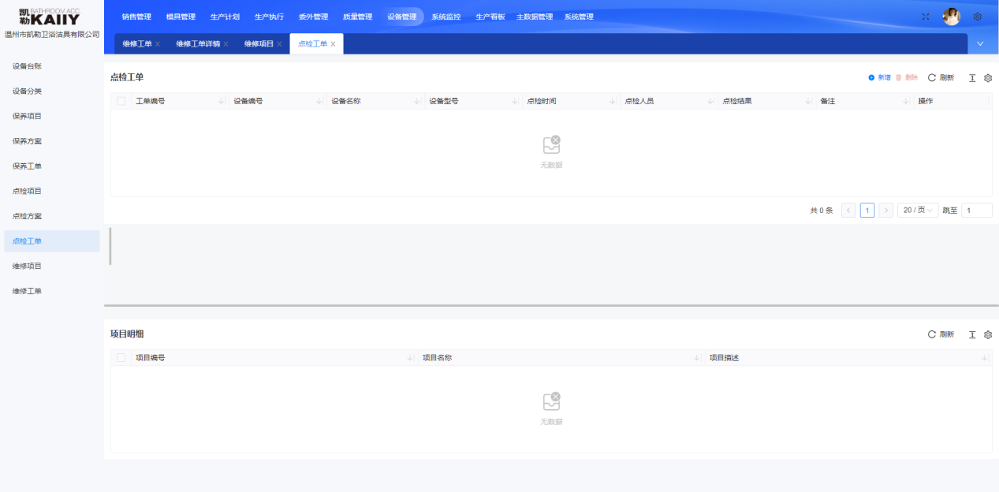 凯勒 BATHROOV ACC.
KAIIY
温州市凯勒卫浴洁具有限公司
销售管理 模具管理 生产计划 生产执行 委外管理 质量管理 设备管理 系统监控 生产看板 主数据管理 系统管理
维修工单 维修工单详情 维修项目 点检工单
设备台账
设备分类
保养项目
保养方案
保养工单
点检项目
点检方案
点检工单
维修项目
维修工单
点检工单 新增 删除 刷新
工单编号 设备编号 设备名称 设备型号 点检时间 点检人员 点检结果 备注 操作
无数据
共 0 条 1 20 / 页 跳至 1
项目明细 刷新
项目编号 项目名称 项目描述
无数据